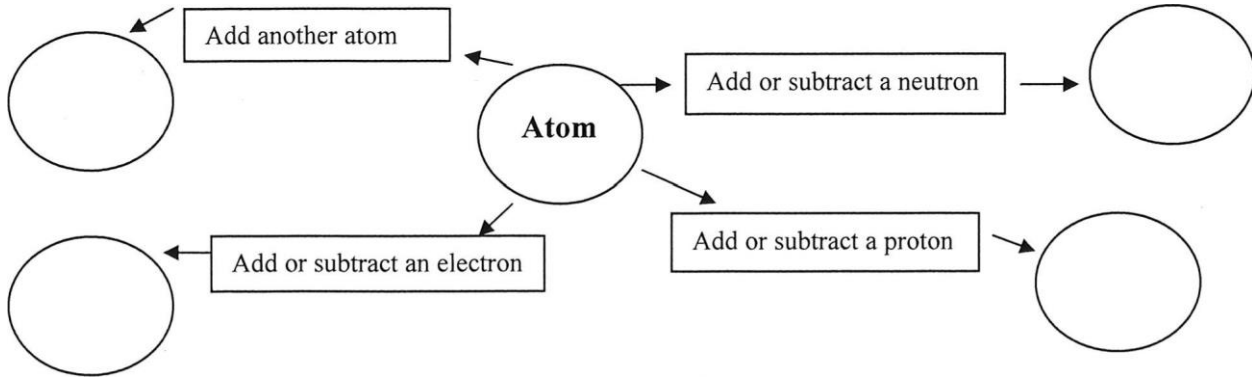 Add another atom
Add or subtract a neutron
Atom
Add or subtract a proton
Add or subtract an electron